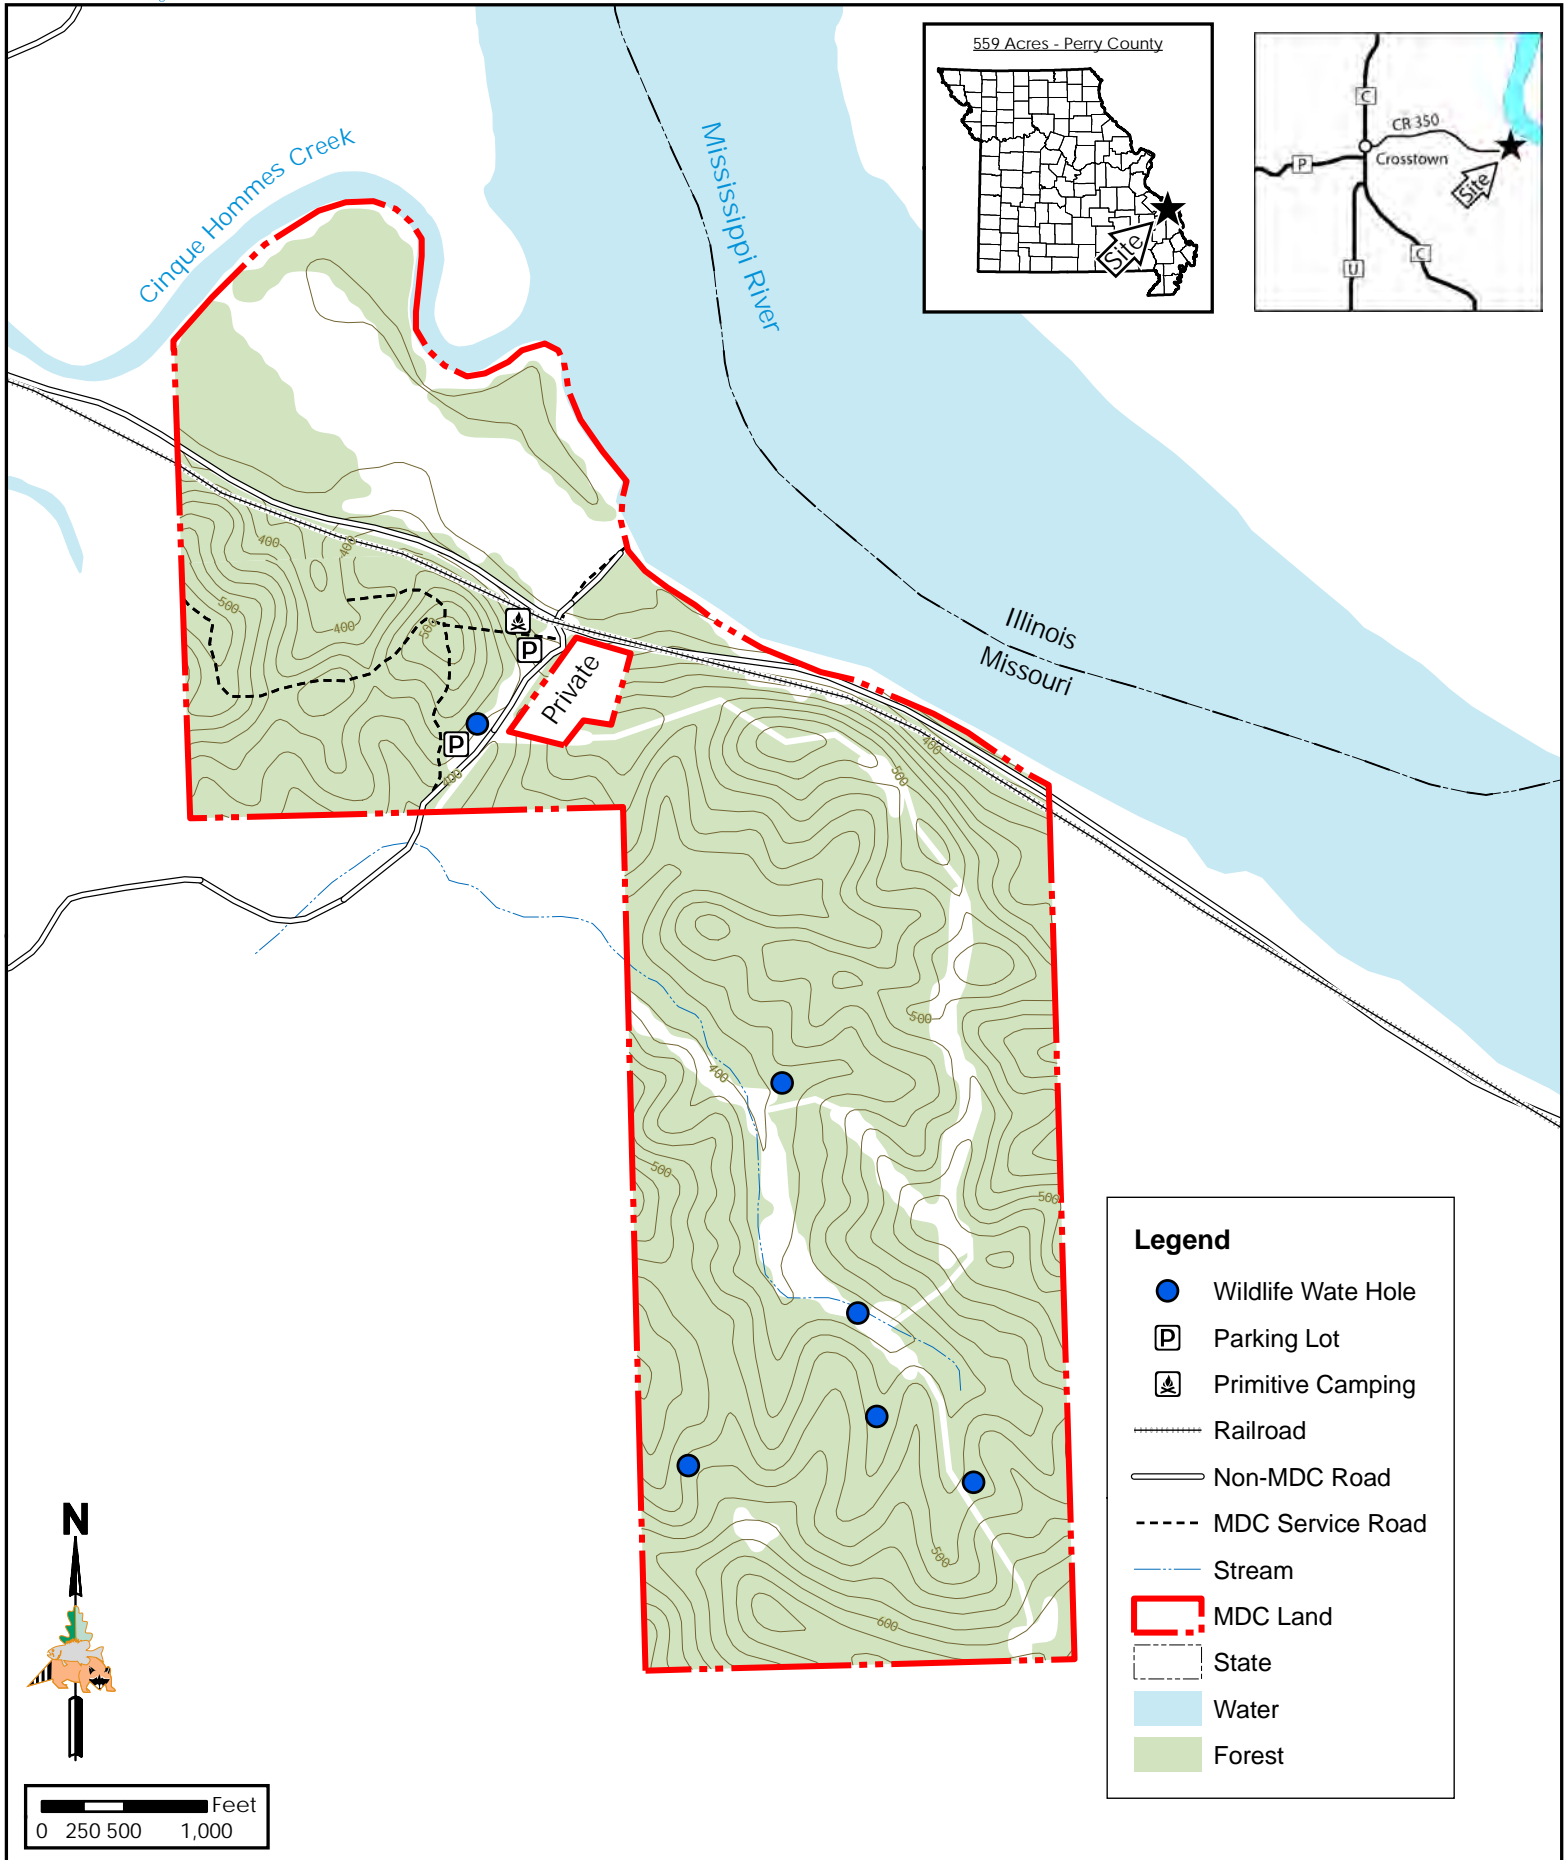 559 Acres - Perry County
Site
C
CR 350
Crosstown
P
Site
U
C
Cinque Hommes Creek
Mississippi River
Illinois
Missouri
400
400
500
400
500
P
Private
P
400
400
500
500
400
500
500
500
600
Legend
Wildlife Wate Hole
P Parking Lot
Primitive Camping
Railroad
Non-MDC Road
MDC Service Road
Stream
MDC Land
State
Water
Forest
N
Feet
0 250 500 1,000